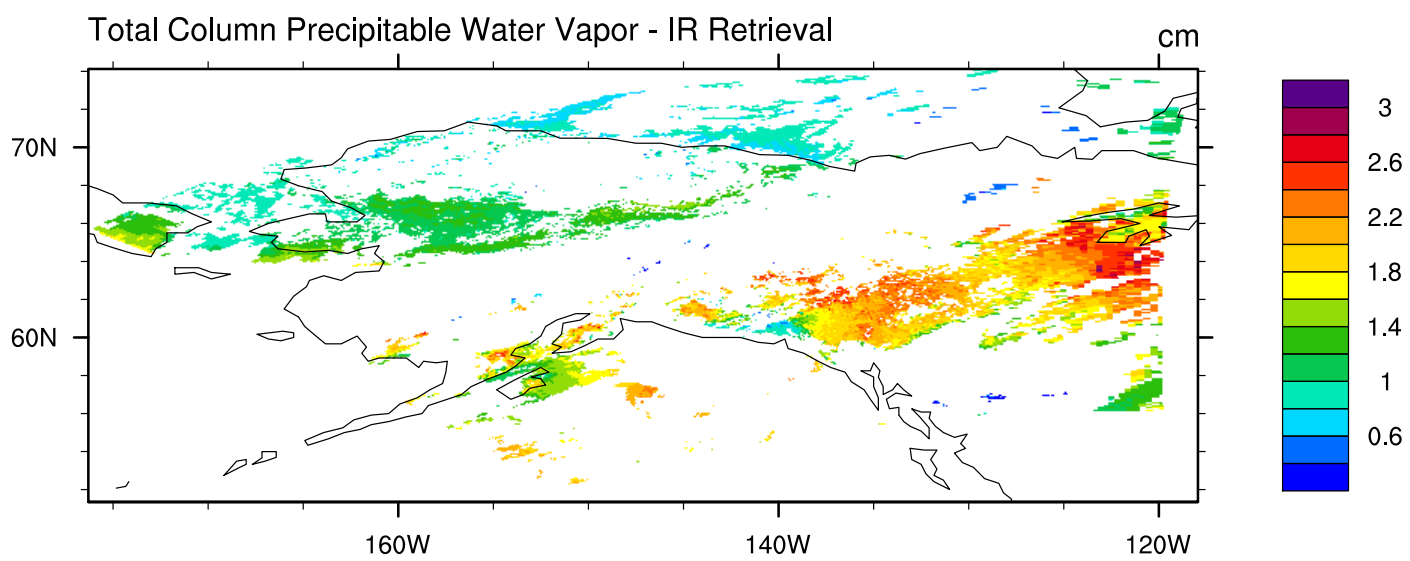 Total Column Precipitable Water Vapor - IR Retrieval
cm
70N
60N
160W
140W
120W
3
2.6
2.2
1.8
1.4
1
0.6